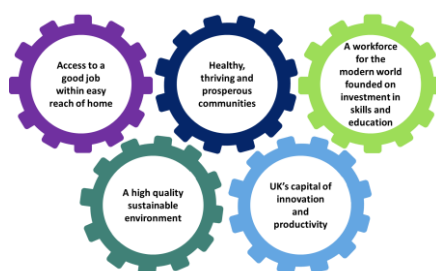 Access to a
good job
within easy
reach of home
Healthy,
thriving and
prosperous
communities
A workforce
for the
modern world
founded on
investment in
skills and
education
A high quality
sustainable
environment
UK's capital of
innovation
and
productivity